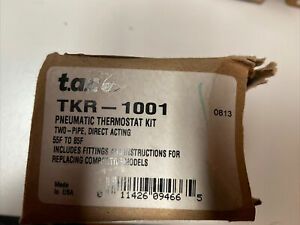 t.a.c.
TKR-1001
PNEUMATIC THERMOSTAT KIT
0813
TWO-PIPE, DIRECT ACTING
55F TO 85F
INCLUDES FITTINGS AND INSTRUCTIONS FOR
REPLACING COMPETITIVE MODELS
Made
in USA
0 11426 09466 5